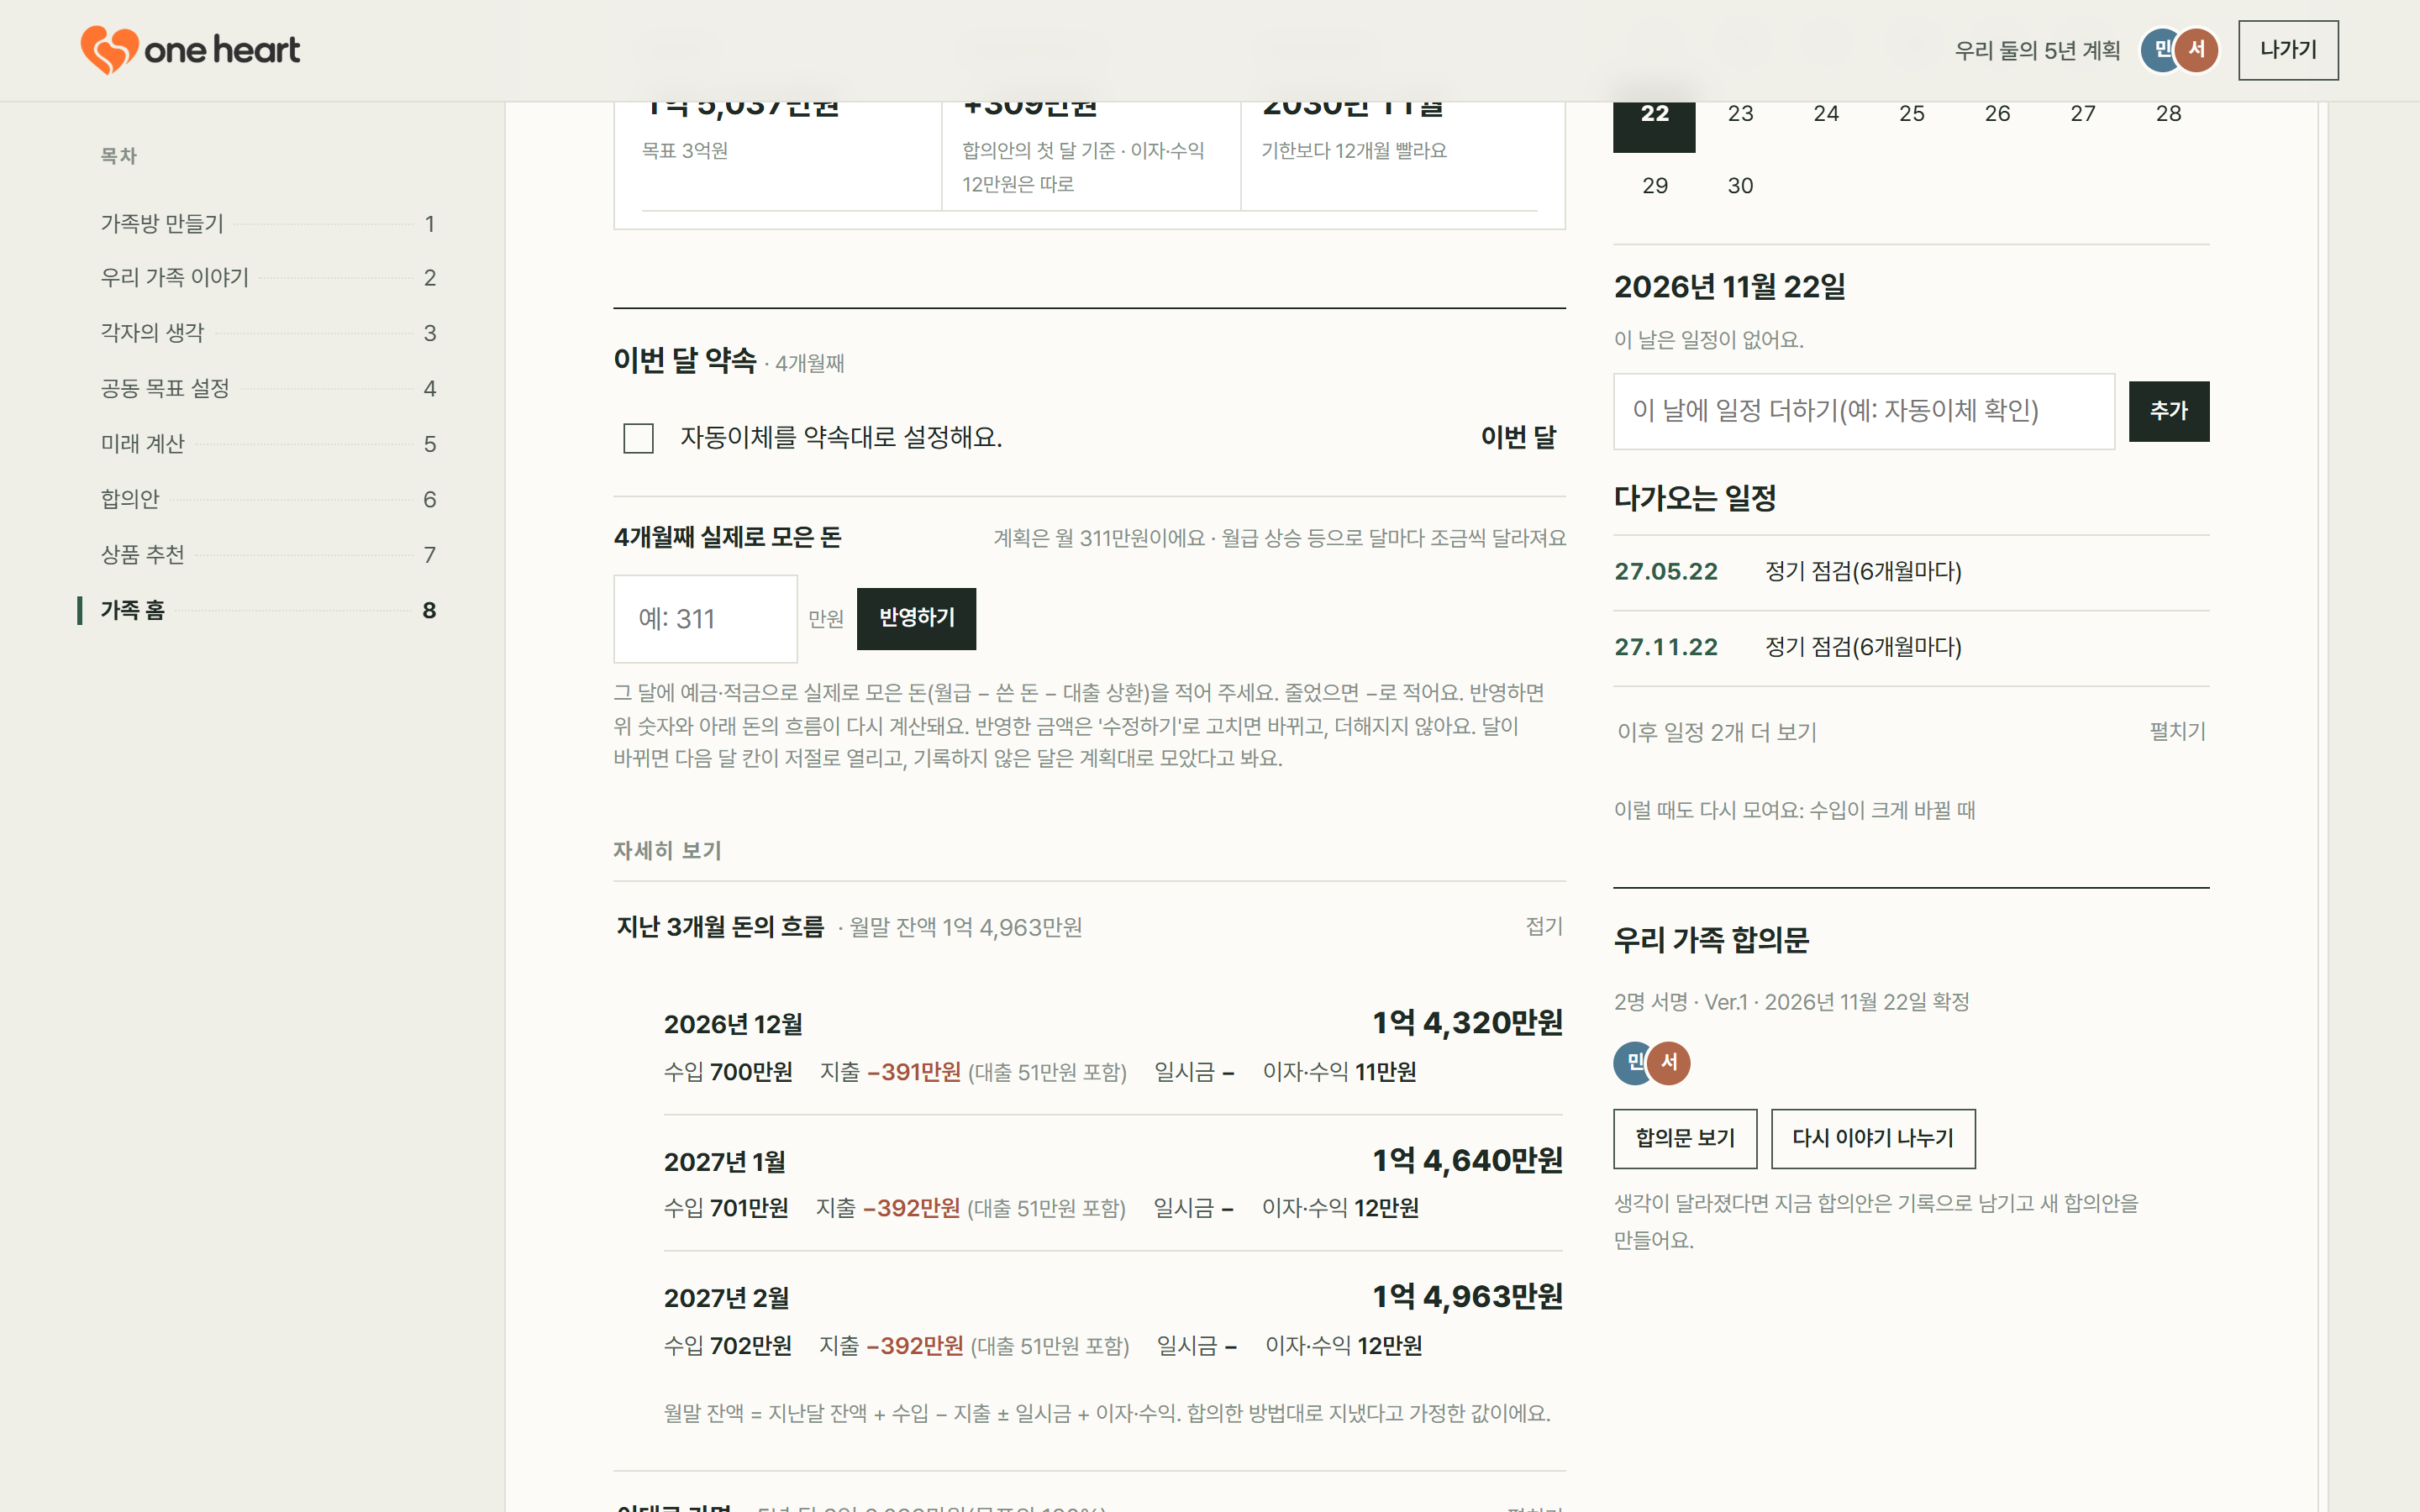 one heart
우리 둘의 5년 계획
민
서
나가기
목차
가족방 만들기 1
우리 가족 이야기 2
각자의 생각 3
공동 목표 설정 4
미래 계산 5
합의안 6
상품 추천 7
가족 홈 8
1억 5,037만원
목표 3억원
+309만원
합의안의 첫 달 기준 · 이자·수익
12만원은 따로
2030년 11월
기한보다 12개월 빨라요
이번 달 약속 · 4개월째
자동이체를 약속대로 설정해요. 이번 달
4개월째 실제로 모은 돈 계획은 월 311만원이에요 · 월급 상승 등으로 달마다 조금씩 달라져요
예: 311 만원 반영하기
그 달에 예금·적금으로 실제로 모은 돈(월급 − 쓴 돈 − 대출 상환)을 적어 주세요. 줄었으면 −로 적어요. 반영하면
위 숫자와 아래 돈의 흐름이 다시 계산돼요. 반영한 금액은 '수정하기'로 고치면 바뀌고, 더해지지 않아요. 달이
바뀌면 다음 달 칸이 저절로 열리고, 기록하지 않은 달은 계획대로 모았다고 봐요.
자세히 보기
지난 3개월 돈의 흐름 · 월말 잔액 1억 4,963만원 접기
2026년 12월 1억 4,320만원
수입 700만원 지출 −391만원 (대출 51만원 포함) 일시금 − 이자·수익 11만원
2027년 1월 1억 4,640만원
수입 701만원 지출 −392만원 (대출 51만원 포함) 일시금 − 이자·수익 12만원
2027년 2월 1억 4,963만원
수입 702만원 지출 −392만원 (대출 51만원 포함) 일시금 − 이자·수익 12만원
월말 잔액 = 지난달 잔액 + 수입 − 지출 ± 일시금 + 이자·수익. 합의한 방법대로 지냈다고 가정한 값이에요.
22 23 24 25 26 27 28
29 30
2026년 11월 22일
이 날은 일정이 없어요.
이 날에 일정 더하기(예: 자동이체 확인) 추가
다가오는 일정
27.05.22 정기 점검(6개월마다)
27.11.22 정기 점검(6개월마다)
이후 일정 2개 더 보기 펼치기
이럴 때도 다시 모여요: 수입이 크게 바뀔 때
우리 가족 합의문
2명 서명 · Ver.1 · 2026년 11월 22일 확정
민
서
합의문 보기 다시 이야기 나누기
생각이 달라졌다면 지금 합의안은 기록으로 남기고 새 합의안을
만들어요.